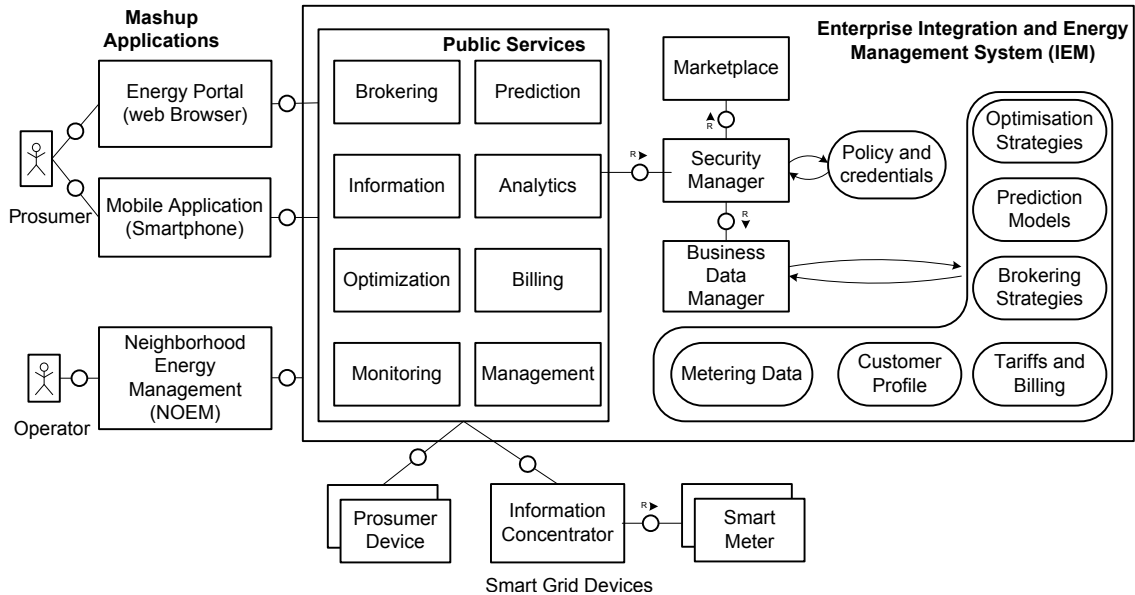 Mashup
Applications
Energy Portal
(web Browser)
Prosumer
Mobile Application
(Smartphone)
Neighborhood
Energy
Management
(NOEM)
Operator
Public Services
Brokering
Prediction
Information
Analytics
Optimization
Billing
Monitoring
Management
Enterprise Integration and Energy
Management System (IEM)
Marketplace
R
R
Security
Manager
Policy and
credentials
R
Business
Data
Manager
Optimisation
Strategies
Prediction
Models
Brokering
Strategies
Metering Data
Customer
Profile
Tariffs and
Billing
Prosumer
Device
Information
Concentrator
R
Smart
Meter
Smart Grid Devices